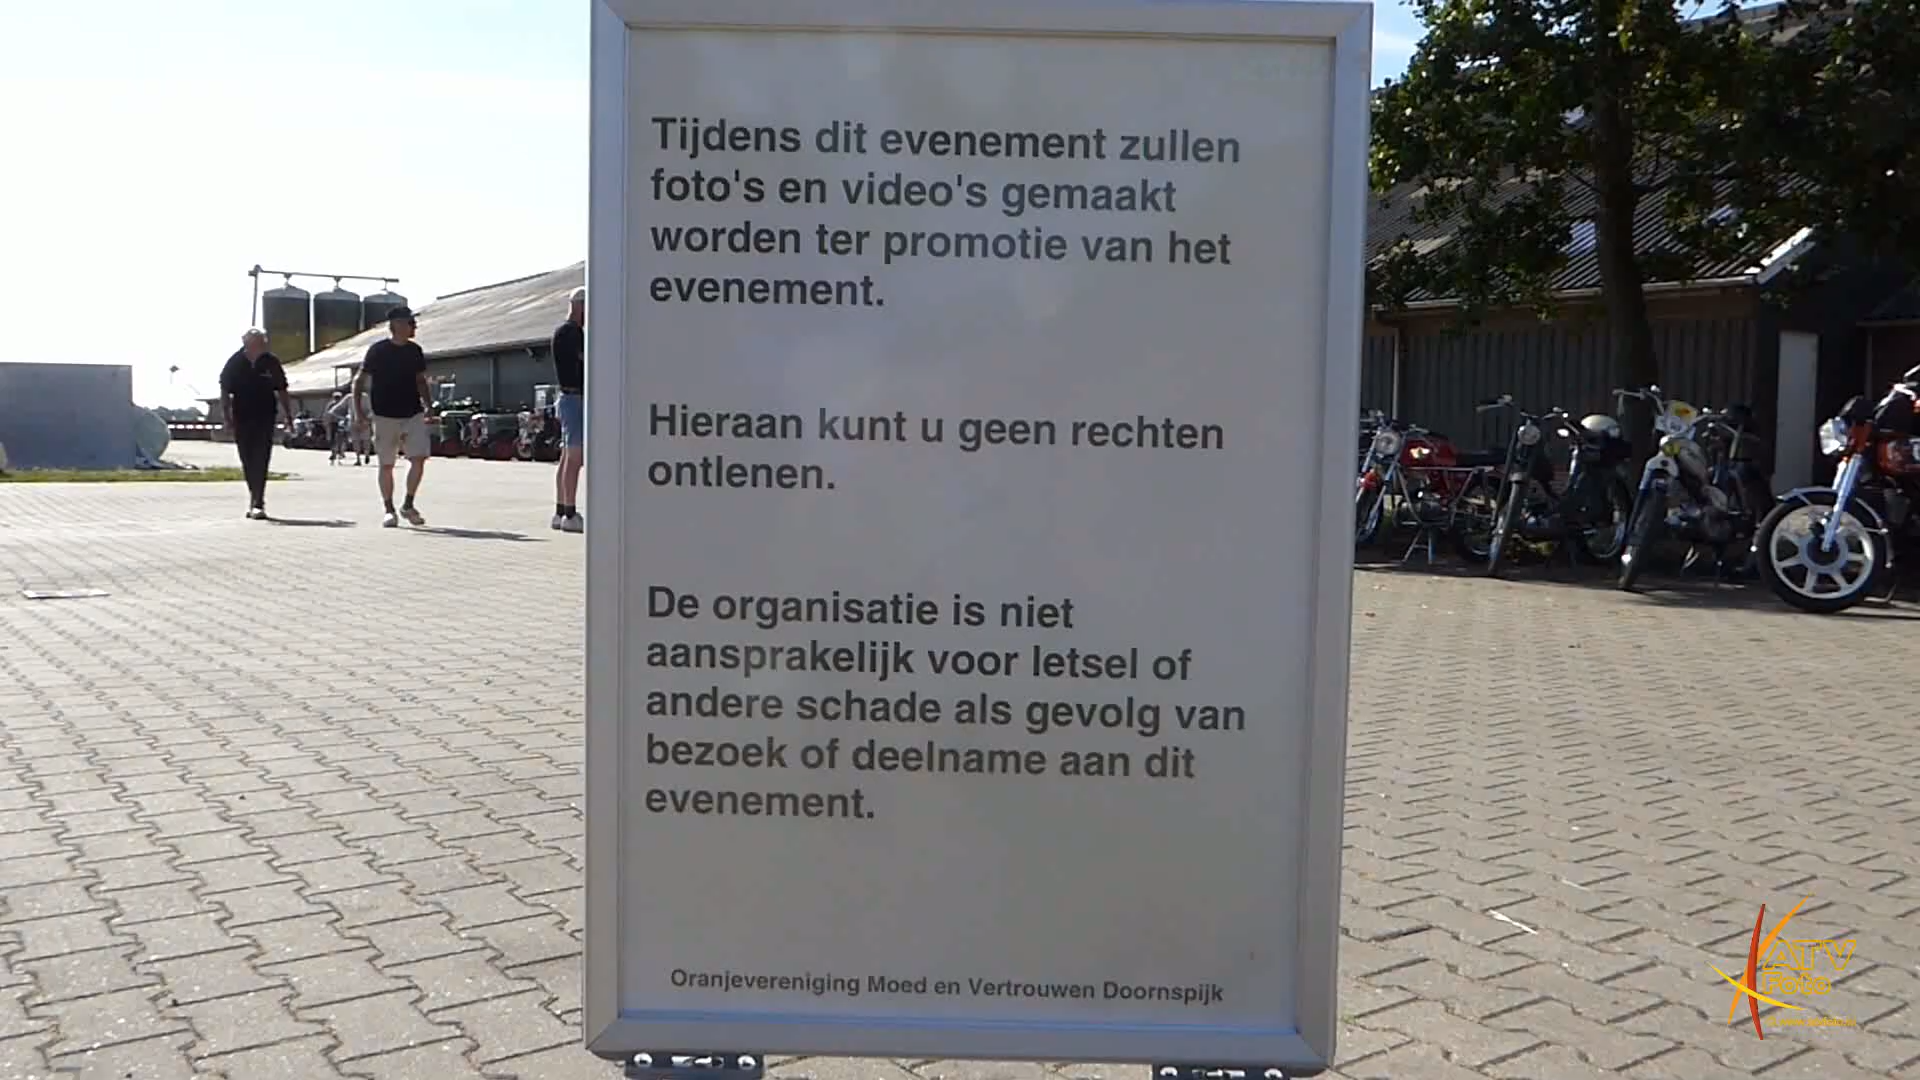 Tijdens dit evenement zullen
foto's en video's gemaakt
worden ter promotie van het
evenement.
Hieraan kunt u geen rechten
ontlenen.
De organisatie is niet
aansprakelijk voor letsel of
andere schade als gevolg van
bezoek of deelname aan dit
evenement.
Oranjevereniging Moed en Vertrouwen Doornspijk
ATV
Foto